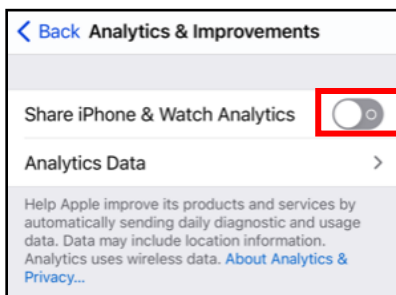 Back Analytics & Improvements
Share iPhone & Watch Analytics
Analytics Data
Help Apple improve its products and services by
automatically sending daily diagnostic and usage
data. Data may include location information.
Analytics uses wireless data. About Analytics &
Privacy...